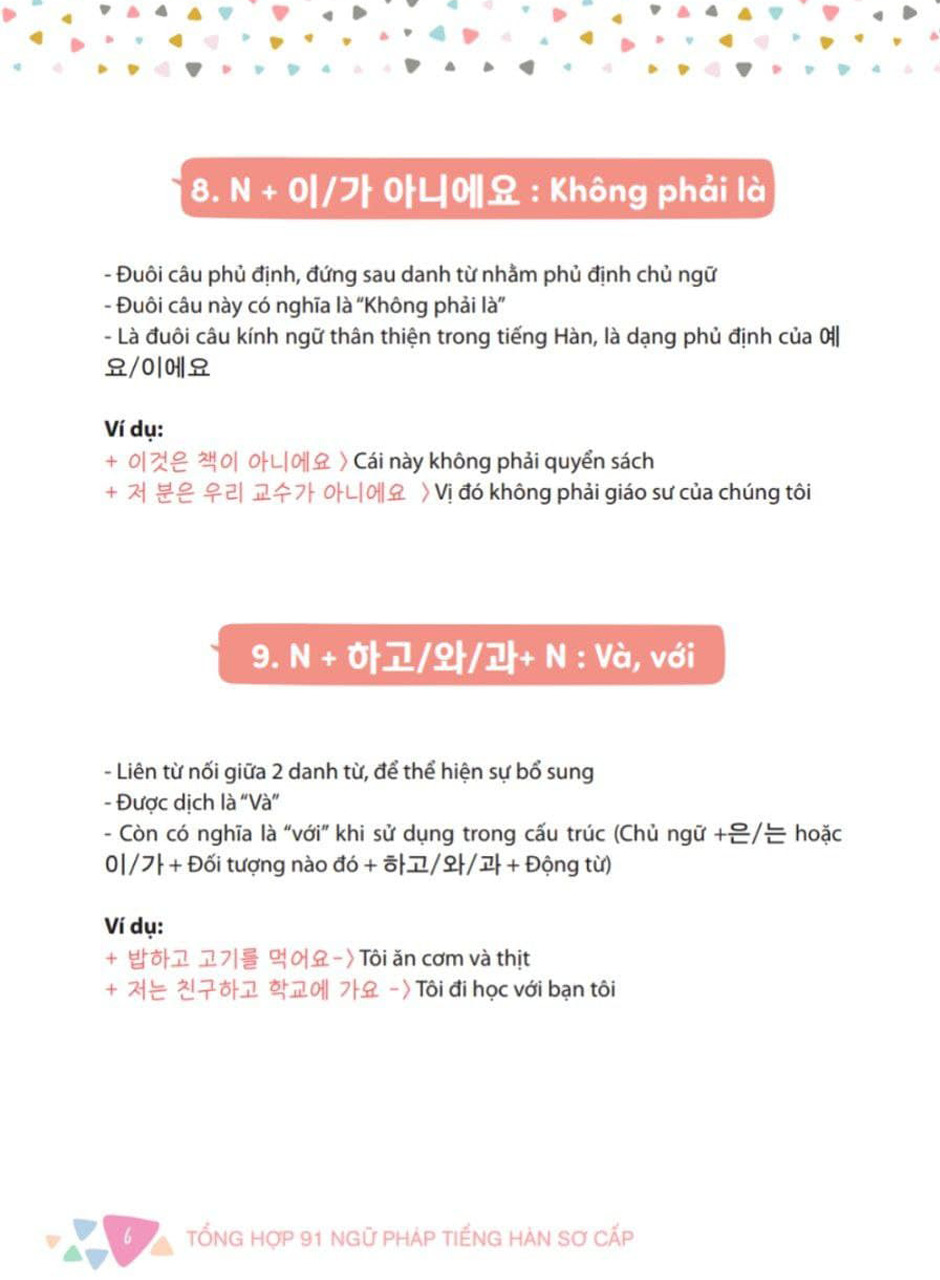 8. N + 이/가 아니에요 : Không phải là
- Đuôi câu phủ định, đứng sau danh từ nhằm phủ định chủ ngữ
- Đuôi câu này có nghĩa là “Không phải là”
- Là đuôi câu kính ngữ thân thiện trong tiếng Hàn, là dạng phủ định của 예
요/이에요
Ví dụ:
+ 이것은 책이 아니에요 > Cái này không phải quyển sách
+ 저 분은 우리 교수가 아니에요 > Vị đó không phải giáo sư của chúng tôi
9. N + 하고/와/과+ N : Và, với
- Liên từ nối giữa 2 danh từ, để thể hiện sự bổ sung
- Được dịch là “Và”
- Còn có nghĩa là “với” khi sử dụng trong cấu trúc (Chủ ngữ +은/는 hoặc
이/가 + Đối tượng nào đó + 하고/와/과 + Động từ)
Ví dụ:
+ 밥하고 고기를 먹어요-> Tôi ăn cơm và thịt
+ 저는 친구하고 학교에 가요 -> Tôi đi học với bạn tôi
6 TỔNG HỢP 91 NGỮ PHÁP TIẾNG HÀN SƠ CẤP